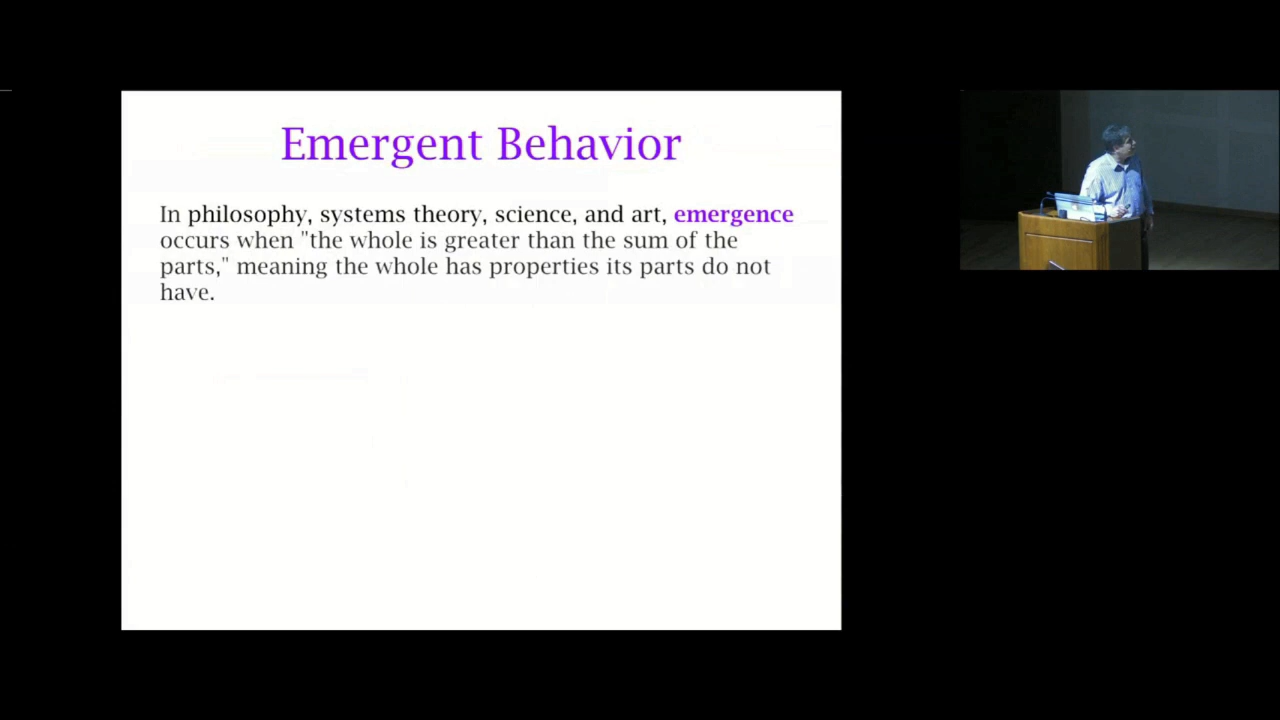 Emergent Behavior
In philosophy, systems theory, science, and art, emergence
occurs when "the whole is greater than the sum of the
parts," meaning the whole has properties its parts do not
have.